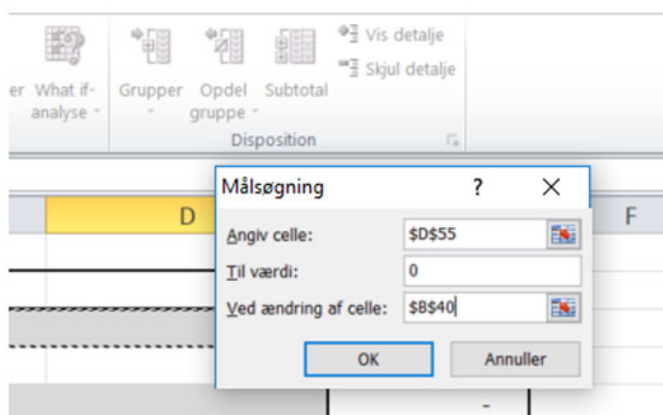 Vis detalje
Skjul detalje
er What if-
analyse
Grupper
Opdel
gruppe
Subtotal
Disposition
D
F
Målsøgning ? X
Angiv celle: $D$55
Til værdi: 0
Ved ændring af celle: $B$40
OK Annuller
-